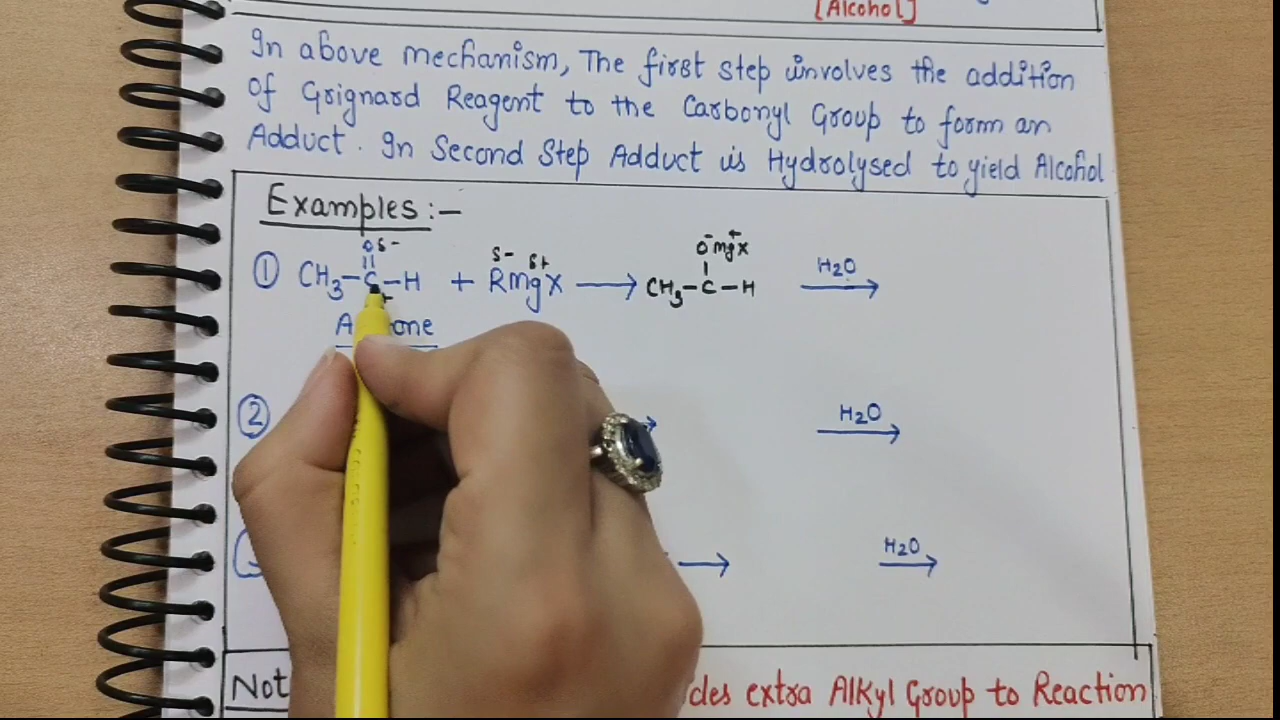 [Alcohol]
In above mechanism, The first step involves the addition
of Grignard Reagent to the Carbonyl Group to form an
Adduct. In Second Step Adduct is Hydrolysed to yield Alcohol
Examples:-
① CH₃-C-H + RmgX → CH₃-C-H H₂O →
|| O δ-
δ- δ+
O⁻ mg⁺X
② H₂O →
→ H₂O →
extra Alkyl Group to Reaction